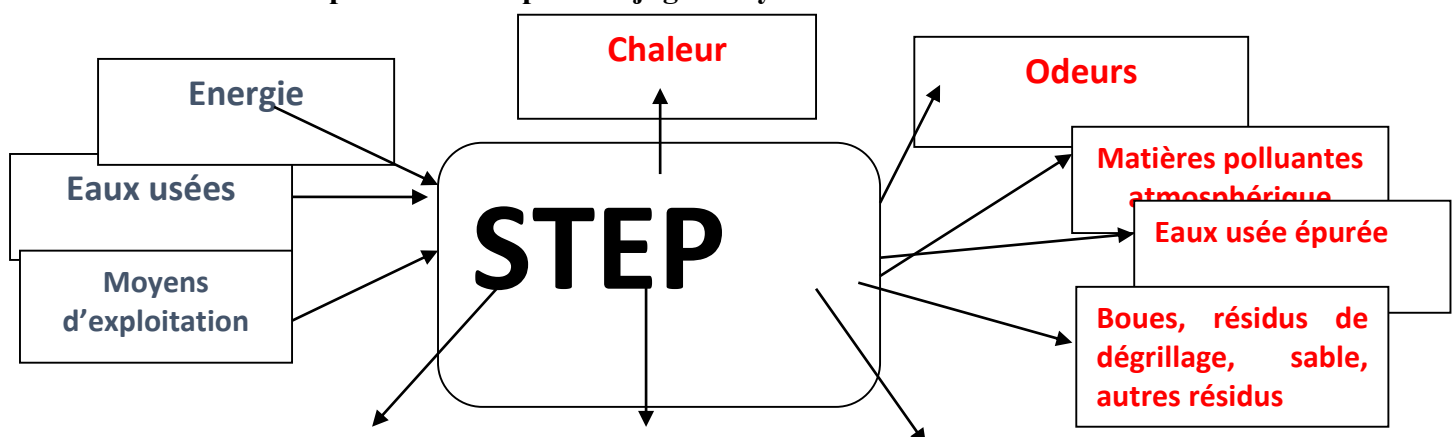 Chaleur
Odeurs
Energie
Matières polluantes
atmosphérique
Eaux usées
STEP
Eaux usée épurée
Moyens
d’exploitation
Boues, résidus de
dégrillage, sable,
autres résidus